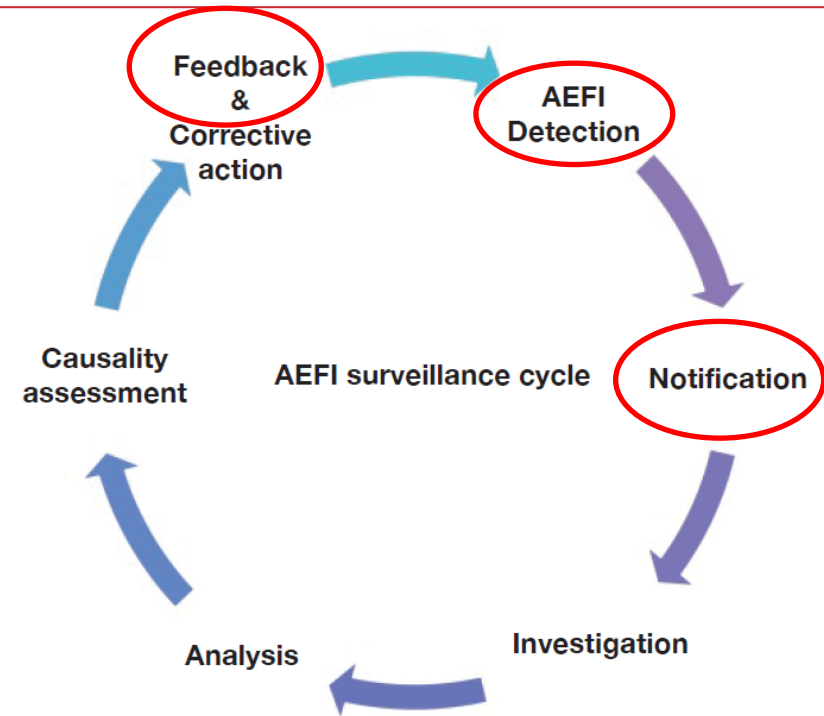 Feedback
&
Corrective
action
AEFI
Detection
Notification
Investigation
Analysis
Causality
assessment
AEFI surveillance cycle